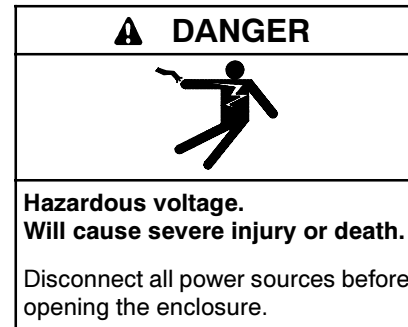 DANGER
Hazardous voltage.
Will cause severe injury or death.
Disconnect all power sources before
opening the enclosure.